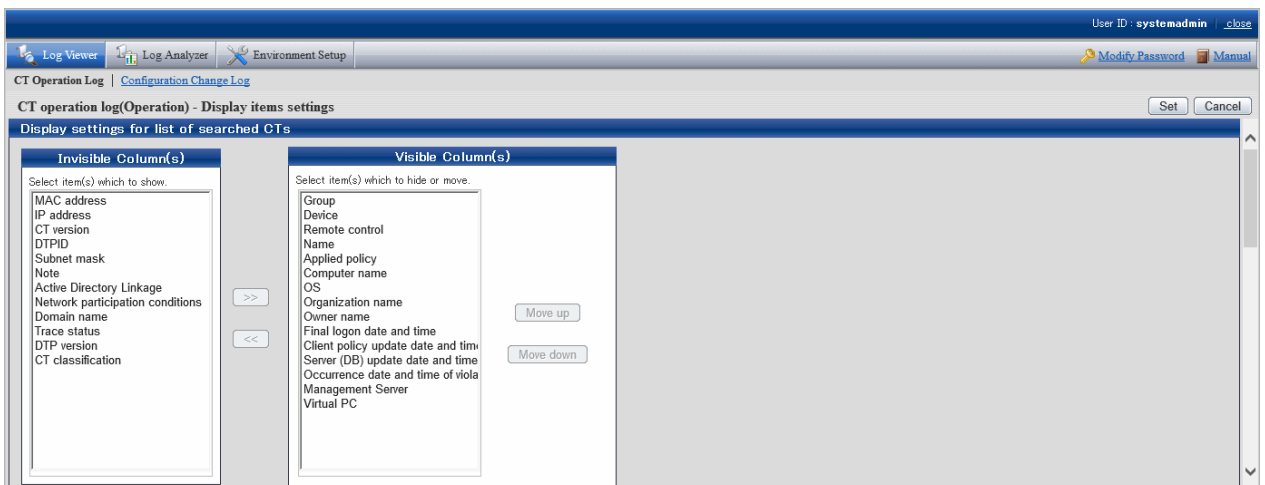 User ID : systemadmin | close
Log Viewer Log Analyzer Environment Setup Modify Password Manual
CT Operation Log | Configuration Change Log
CT operation log(Operation) - Display items settings Set Cancel
Display settings for list of searched CTs
Invisible Column(s)
Select item(s) which to show.
MAC address
IP address
CT version
DTPID
Subnet mask
Note
Active Directory Linkage
Network participation conditions
Domain name
Trace status
DTP version
CT classification
>>
<<
Visible Column(s)
Select item(s) which to hide or move.
Group
Device
Remote control
Name
Applied policy
Computer name
OS
Organization name
Owner name
Final logon date and time
Client policy update date and time
Server (DB) update date and time
Occurrence date and time of viola
Management Server
Virtual PC
Move up
Move down